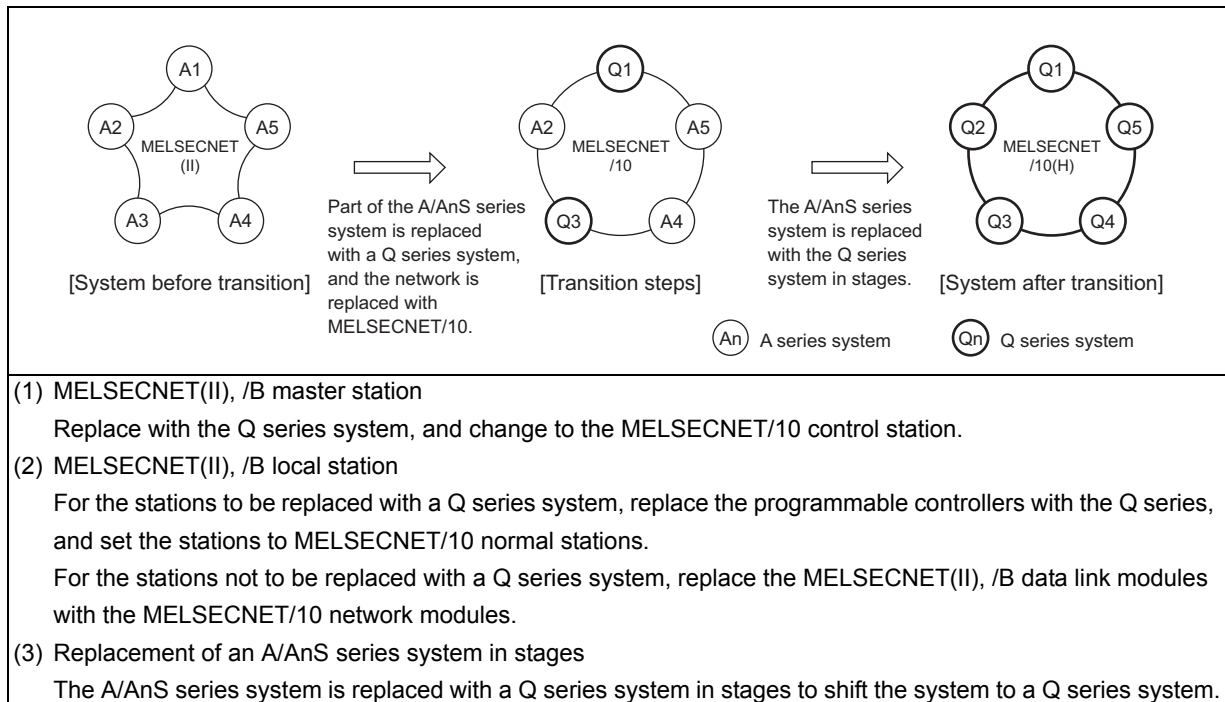 A1
A2
A5
MELSECNET
(II)
A3
A4
[System before transition]
Part of the A/AnS series
system is replaced
with a Q series system,
and the network is
replaced with
MELSECNET/10.
Q1
A2
A5
MELSECNET
/10
Q3
A4
[Transition steps]
The A/AnS series
system is replaced
with the Q series
system in stages.
Q1
Q2
Q5
MELSECNET
/10(H)
Q3
Q4
[System after transition]
An A series system
Qn Q series system
(1) MELSECNET(II), /B master station
Replace with the Q series system, and change to the MELSECNET/10 control station.
(2) MELSECNET(II), /B local station
For the stations to be replaced with a Q series system, replace the programmable controllers with the Q series,
and set the stations to MELSECNET/10 normal stations.
For the stations not to be replaced with a Q series system, replace the MELSECNET(II), /B data link modules
with the MELSECNET/10 network modules.
(3) Replacement of an A/AnS series system in stages
The A/AnS series system is replaced with a Q series system in stages to shift the system to a Q series system.